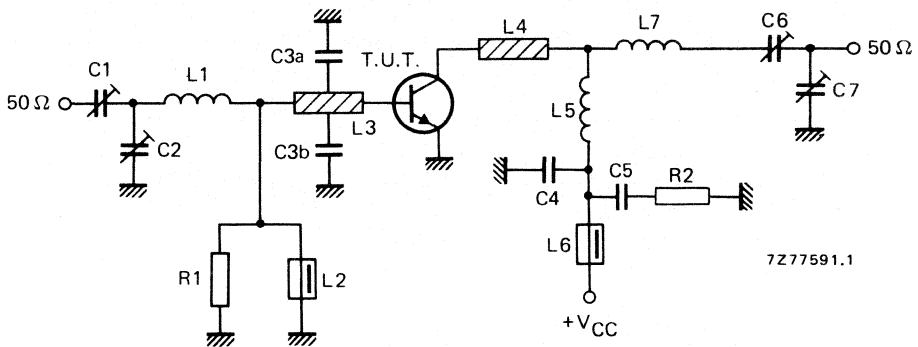 L4
L7
C6
50 Ω
C3a
T.U.T.
C1
L1
50 Ω
L5
C7
L3
C2
C3b
C4
C5
R2
R1
L2
L6
7Z77591.1
+VCC